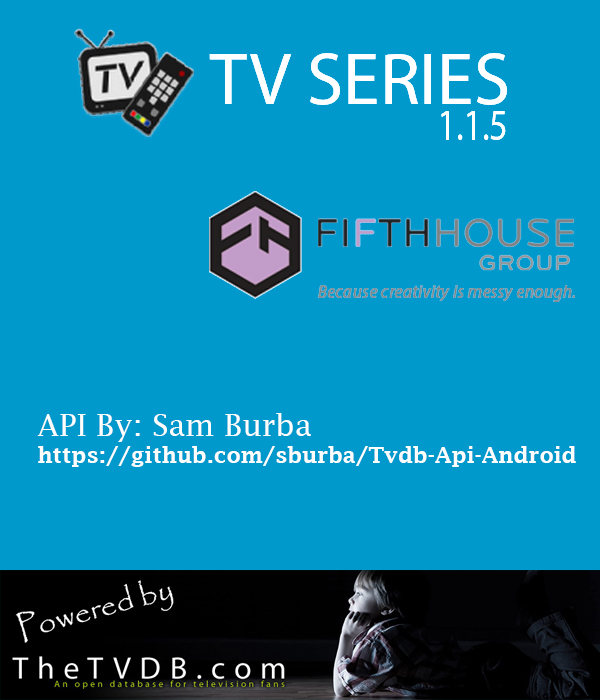 TV
TV SERIES
1.1.5
FIFTHHOUSE
GROUP
Because creativity is messy enough.
API By: Sam Burba
https://github.com/sburba/Tvdb-Api-Android
Powered by
TheTVDB.com
An open database for television fans